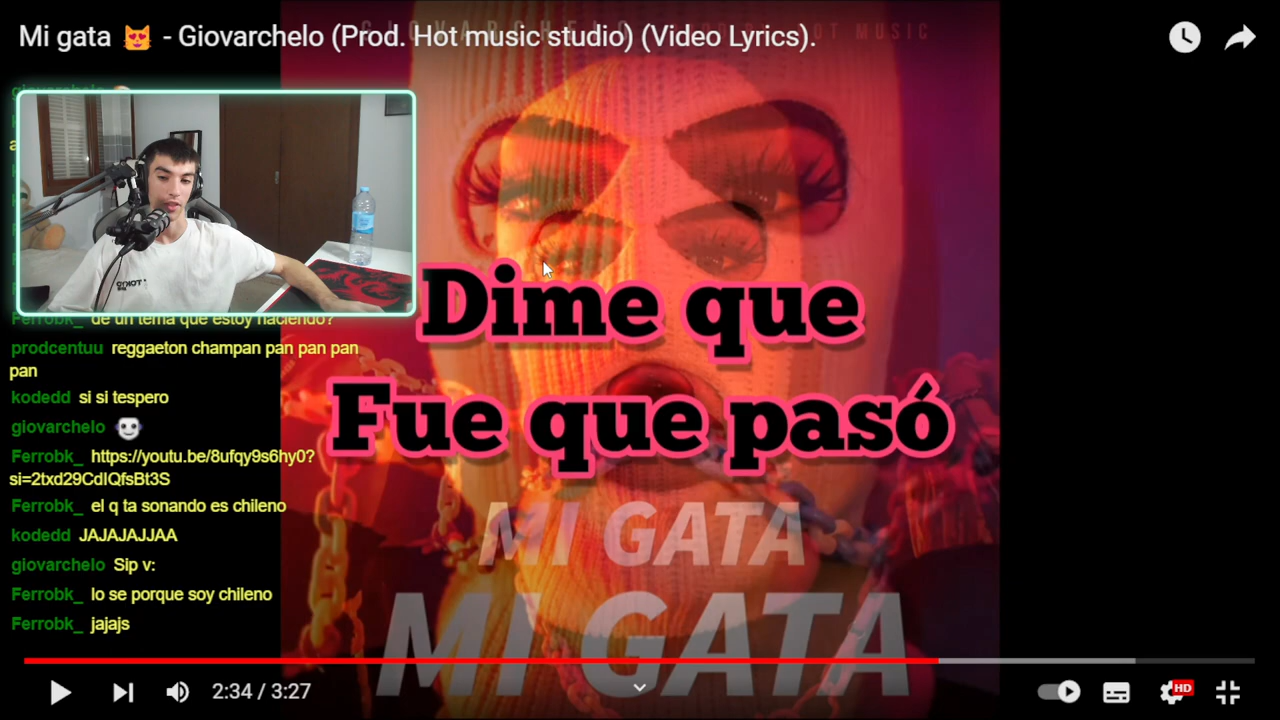 Mi gata 😻 - Giovarchelo (Prod. Hot music studio) (Video Lyrics).
Ferrobk_ de un tema que estoy haciendo?
prodcentuu reggaeton champan pan pan pan
pan
kodedd si si tespero
giovarchelo
Ferrobk_ https://youtu.be/8ufqy9s6hy0?
si=2txd29CdIQfsBt3S
Ferrobk_ el q ta sonando es chileno
kodedd JAJAJAJJAA
giovarchelo Sip v:
Ferrobk_ lo se porque soy chileno
Ferrobk_ jajajs
Dime que
Fue que pasó
MI GATA
MI GATA
2:34 / 3:27
HD